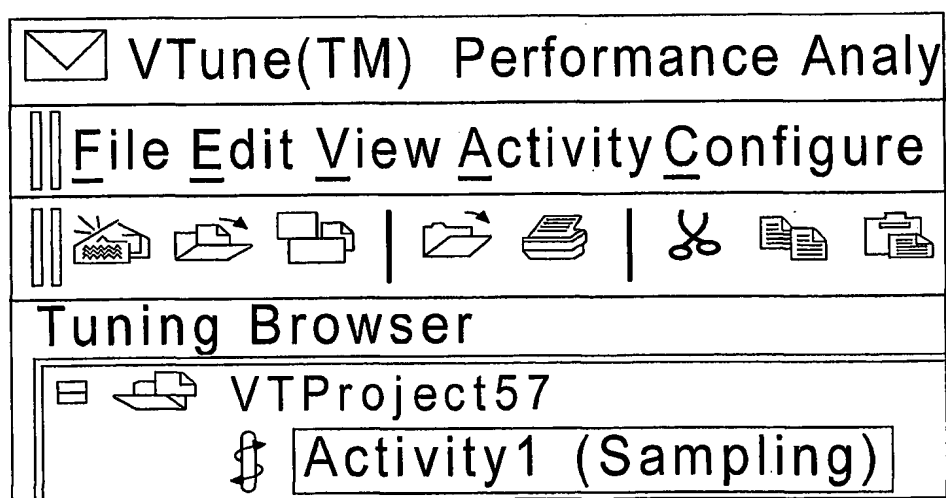 VTune(TM) Performance Analy
File Edit View Activity Configure
Tuning Browser
VTProject57
Activity1 (Sampling)